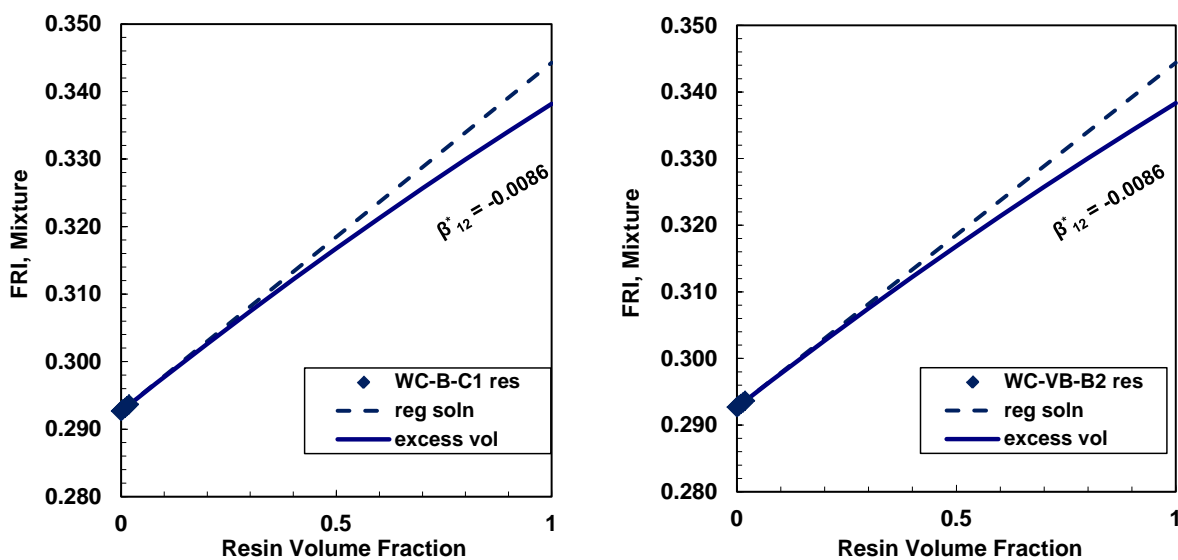 0.350
0.340
0.330
0.320
0.310
0.300
0.290
0.280
FRI, Mixture
β*12 = -0.0086
WC-B-C1 res
reg soln
excess vol
0
0.5
1
Resin Volume Fraction
0.350
0.340
0.330
0.320
0.310
0.300
0.290
0.280
FRI, Mixture
β*12 = -0.0086
WC-VB-B2 res
reg soln
excess vol
0
0.5
1
Resin Volume Fraction